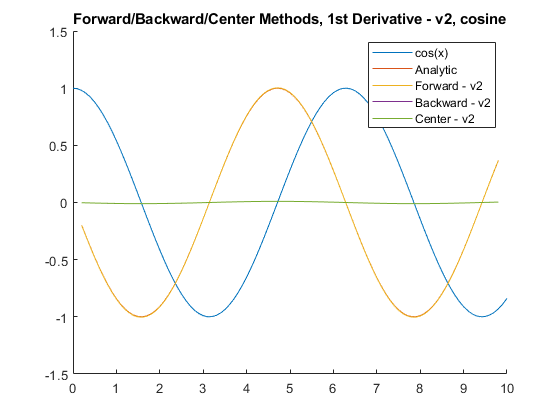 Forward/Backward/Center Methods, 1st Derivative - v2, cosine
1.5
1
0.5
0
-0.5
-1
-1.5
0 1 2 3 4 5 6 7 8 9 10
cos(x)
Analytic
Forward - v2
Backward - v2
Center - v2